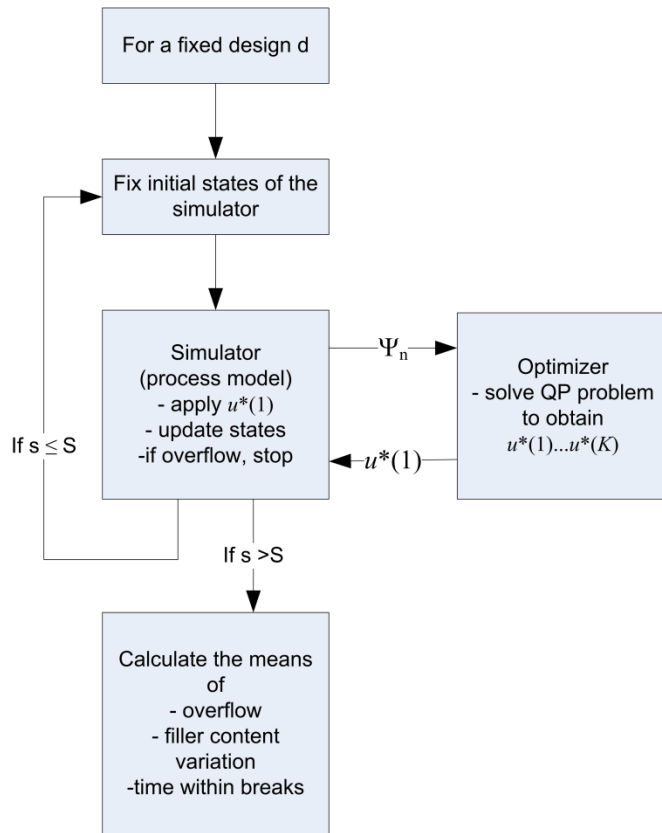 For a fixed design d
Fix initial states of the
simulator
Simulator
(process model)
- apply u*(1)
- update states
-if overflow, stop
Ψn
u*(1)
Optimizer
- solve QP problem
to obtain
u*(1)...u*(K)
If s ≤ S
If s >S
Calculate the means
of
- overflow
- filler content
variation
-time within breaks